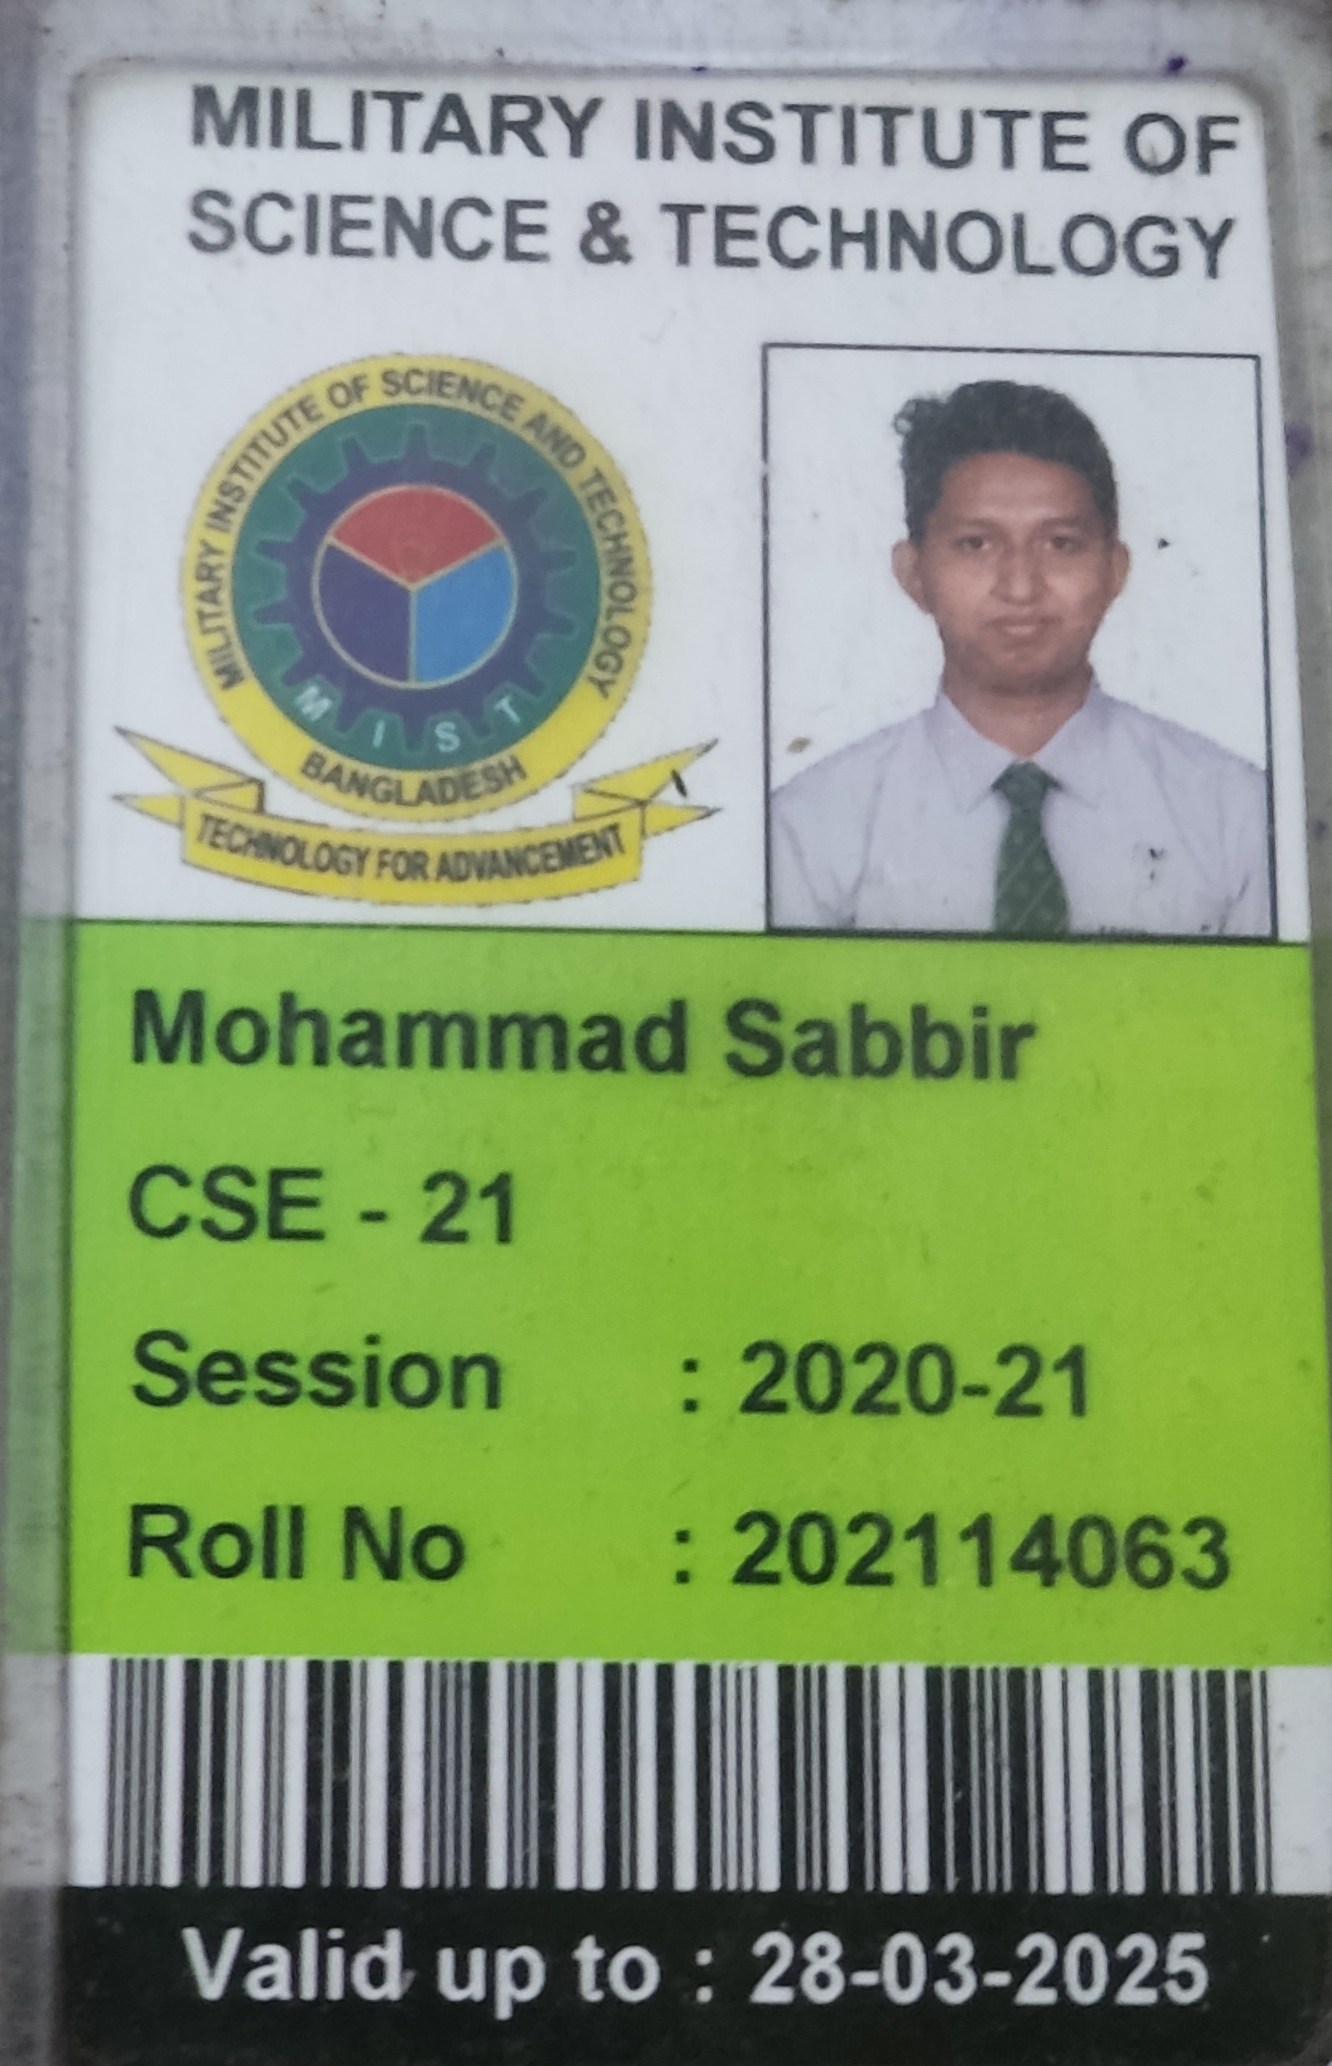 MILITARY INSTITUTE OF
SCIENCE & TECHNOLOGY
MILITARY INSTITUTE OF SCIENCE AND TECHNOLOGY
M I S T
BANGLADESH
TECHNOLOGY FOR ADVANCEMENT
Mohammad Sabbir
CSE - 21
Session : 2020-21
Roll No : 202114063
Valid up to : 28-03-2025